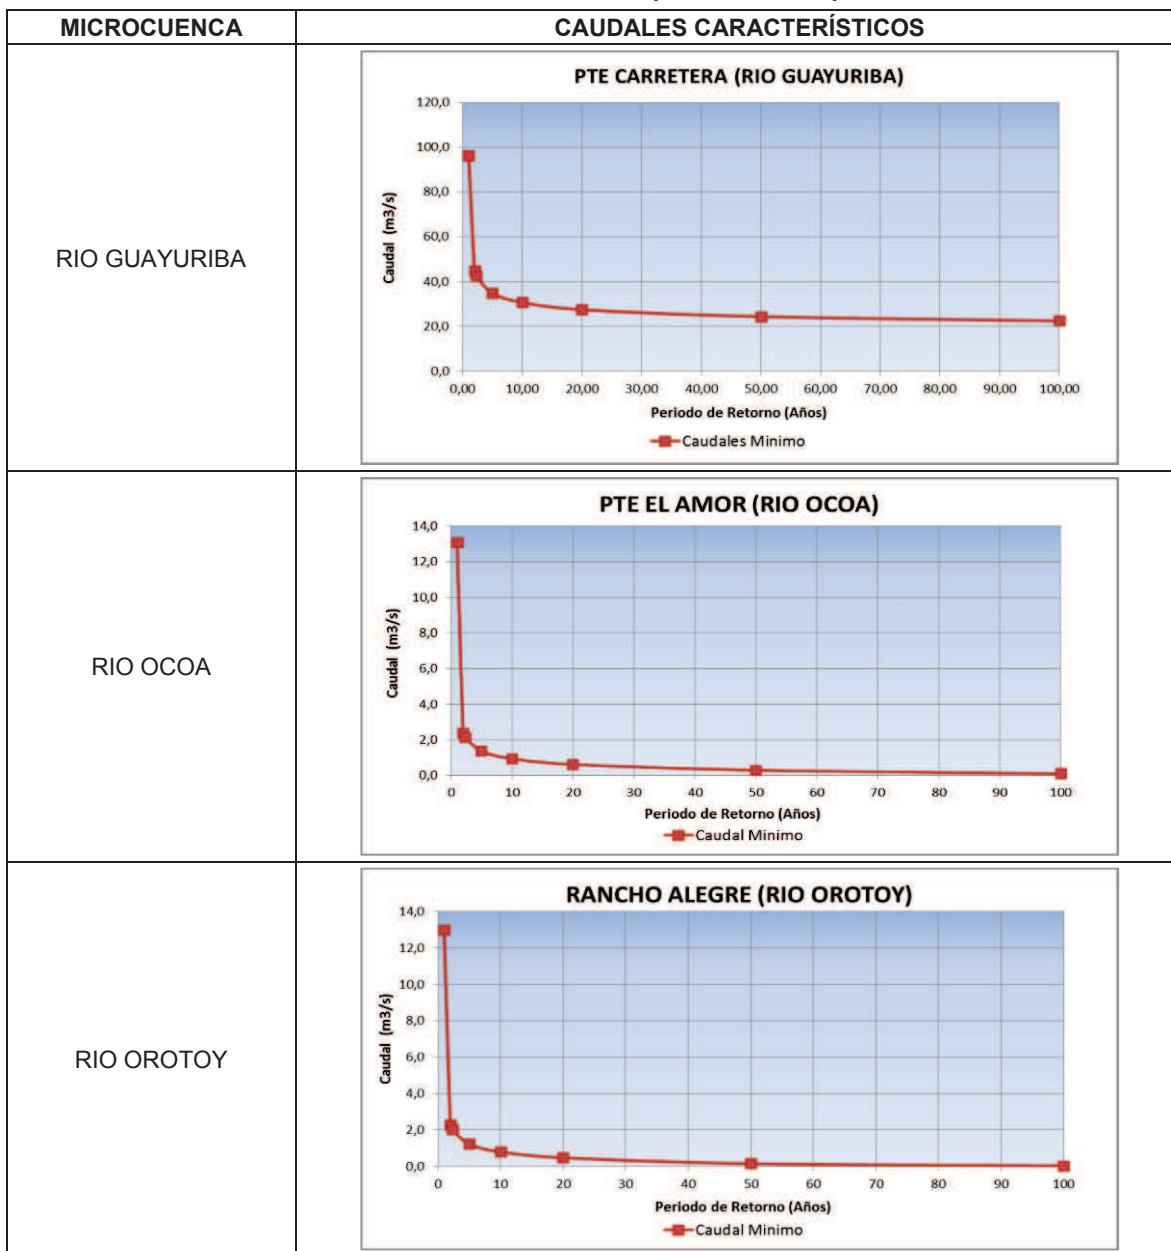 MICROCUENCA
CAUDALES CARACTERÍSTICOS
RIO GUAYURIBA
PTE CARRETERA (RIO GUAYURIBA)
120,0
100,0
80,0
60,0
40,0
20,0
0,0
Caudal (m3/s)
0,00 10,00 20,00 30,00 40,00 50,00 60,00 70,00 80,00 90,00 100,00
Periodo de Retorno (Años)
Caudales Minimo
RIO OCOA
PTE EL AMOR (RIO OCOA)
14,0
12,0
10,0
8,0
6,0
4,0
2,0
0,0
Caudal (m3/s)
0 10 20 30 40 50 60 70 80 90 100
Periodo de Retorno (Años)
Caudal Minimo
RIO OROTOY
RANCHO ALEGRE (RIO OROTOY)
14,0
12,0
10,0
8,0
6,0
4,0
2,0
0,0
Caudal (m3/s)
0 10 20 30 40 50 60 70 80 90 100
Periodo de Retorno (Años)
Caudal Minimo